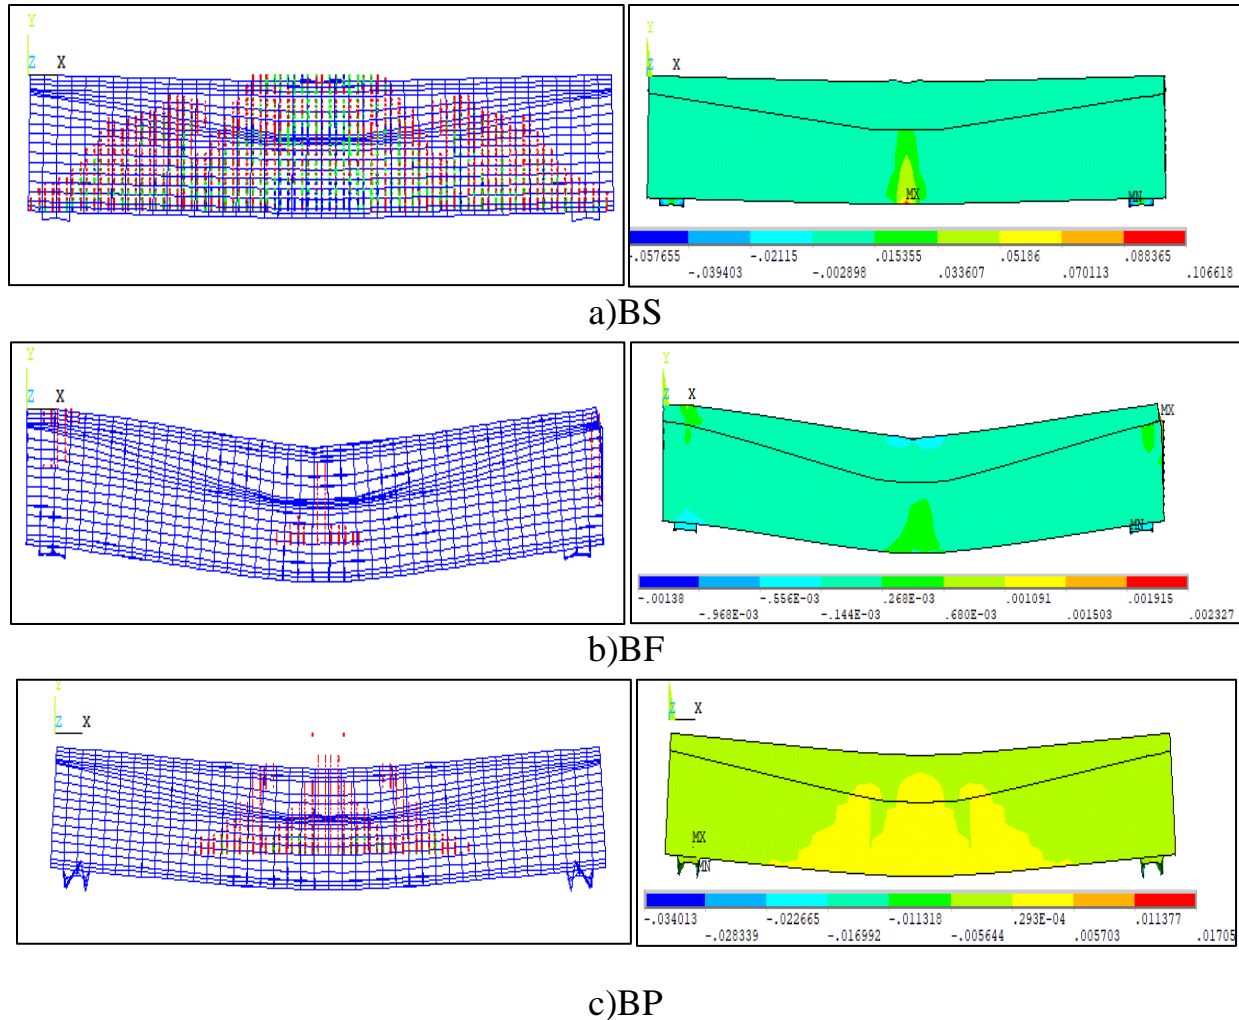 Y
Z X
Y
Z X
MX
MN
-.057655 -.02115 .015355 .05186 .088365
-.039403 -.002898 .033607 .070113 .106618
a)BS
Y
Z X
Y
Z X
MX
MN
-.00138 -.556E-03 .268E-03 .001091 .001915
-.968E-03 -.144E-03 .680E-03 .001503 .002327
b)BF
Y
Z X
Z X
MX
MN
-.034013 -.022665 -.011318 .293E-04 .011377
-.028339 -.016992 -.005644 .005703 .01705
c)BP